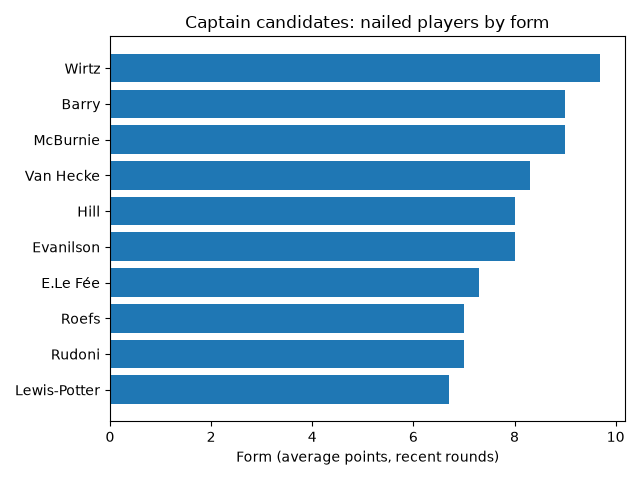 Captain candidates: nailed players by form
Wirtz
Barry
McBurnie
Van Hecke
Hill
Evanilson
E.Le Fée
Roefs
Rudoni
Lewis-Potter
0 2 4 6 8 10
Form (average points, recent rounds)